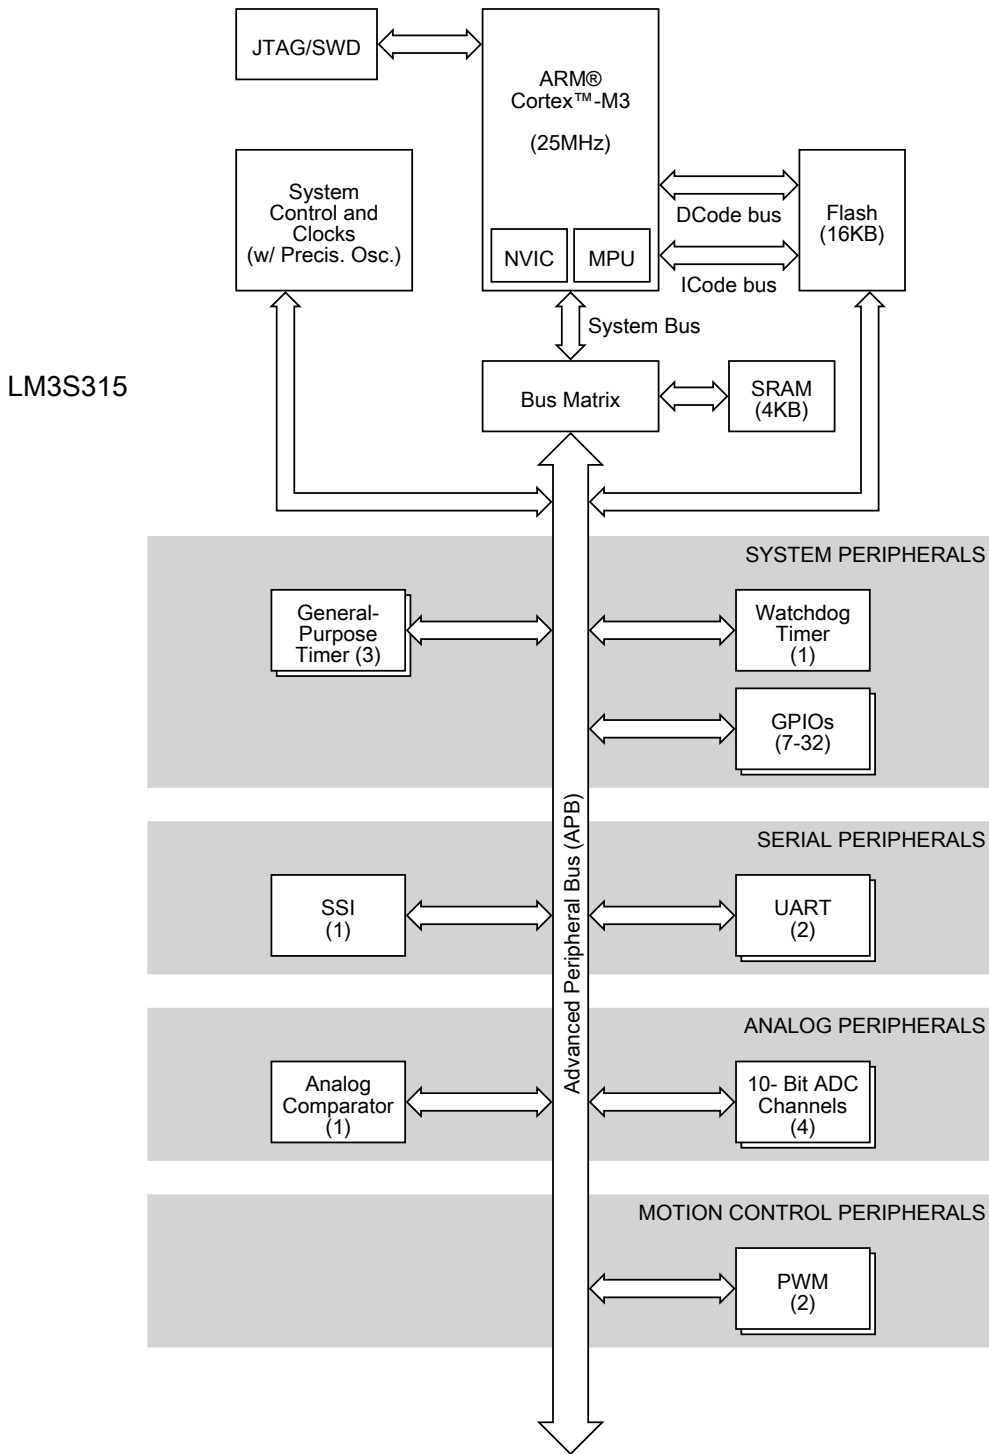 JTAG/SWD
ARM®
Cortex™-M3
(25MHz)
NVIC
MPU
System
Control and
Clocks
(w/ Precis. Osc.)
DCode bus
ICode bus
Flash
(16KB)
System Bus
LM3S315
Bus Matrix
SRAM
(4KB)
Advanced Peripheral Bus (APB)
SYSTEM PERIPHERALS
General-
Purpose
Timer (3)
Watchdog
Timer
(1)
GPIOs
(7-32)
SERIAL PERIPHERALS
SSI
(1)
UART
(2)
ANALOG PERIPHERALS
Analog
Comparator
(1)
10- Bit ADC
Channels
(4)
MOTION CONTROL PERIPHERALS
PWM
(2)